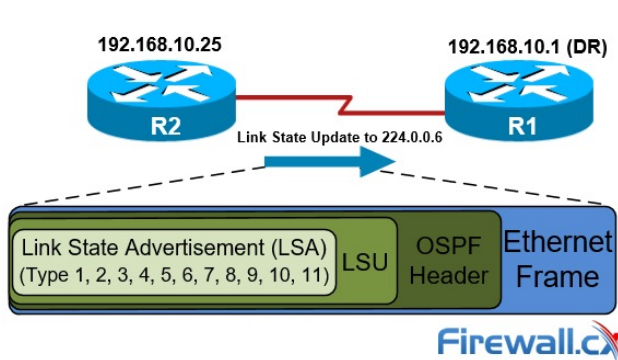 192.168.10.25
192.168.10.1 (DR)
R2
R1
Link State Update to 224.0.0.6
Link State Advertisement (LSA)
(Type 1, 2, 3, 4, 5, 6, 7, 8, 9, 10, 11)
LSU
OSPF
Header
Ethernet
Frame
Firewall.cx